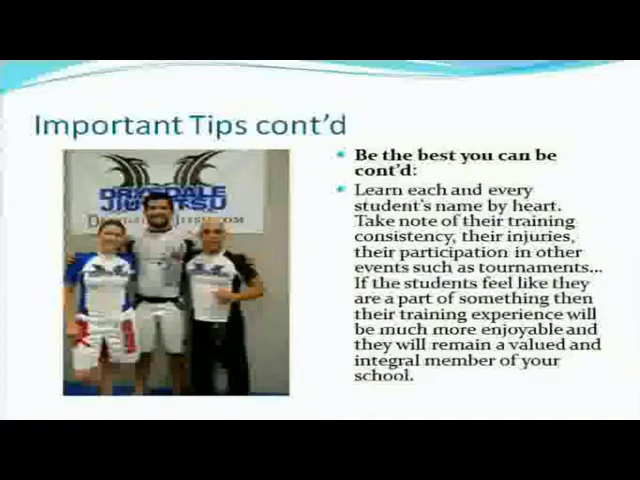 Important Tips cont'd
DRYSDALE
JIUJITSU
Be the best you can be
cont'd:
Learn each and every
student's name by heart.
Take note of their training
consistency, their injuries,
their participation in other
events such as tournaments...
If the students feel like they
are a part of something then
their training experience will
be much more enjoyable and
they will remain a valued and
integral member of your
school.